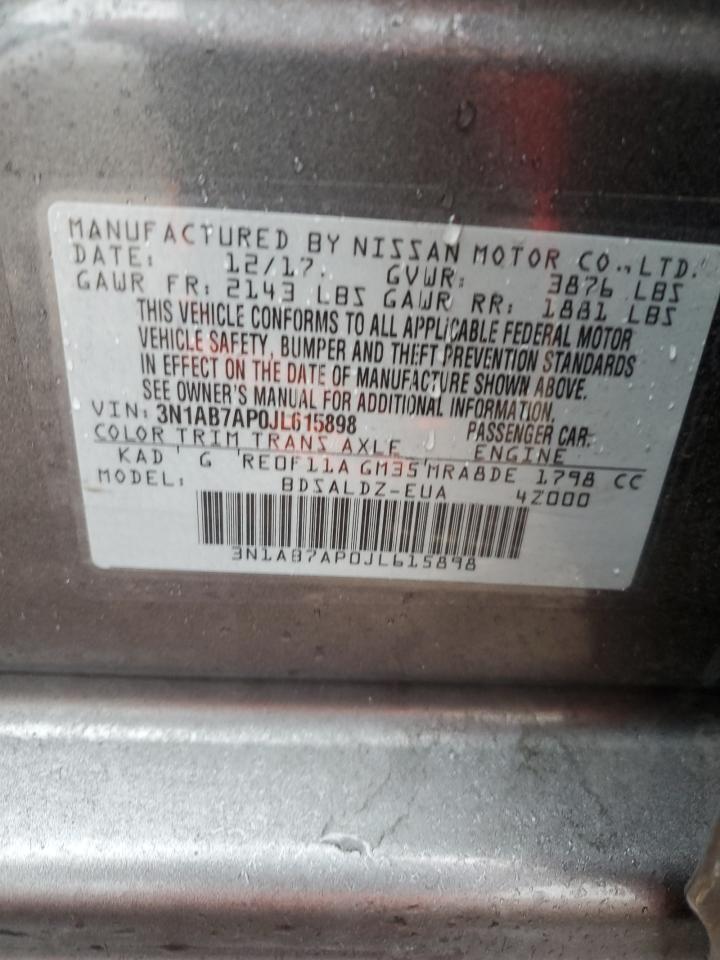 MANUFACTURED BY NISSAN MOTOR CO., LTD.
DATE: 12/17 GVWR: 3876 LBS
GAWR FR: 2143 LBS GAWR RR: 1881 LBS
THIS VEHICLE CONFORMS TO ALL APPLICABLE FEDERAL MOTOR
VEHICLE SAFETY, BUMPER AND THEFT PREVENTION STANDARDS
IN EFFECT ON THE DATE OF MANUFACTURE SHOWN ABOVE.
SEE OWNER'S MANUAL FOR ADDITIONAL INFORMATION.
VIN: 3N1AB7AP0JL615898 PASSENGER CAR
COLOR TRIM TRANS AXLE ENGINE
KAD G RE0F11A GM35 MRA8DE 1798 CC
MODEL: BDSALDZ-EUA 4Z000
3N1AB7AP0JL615898